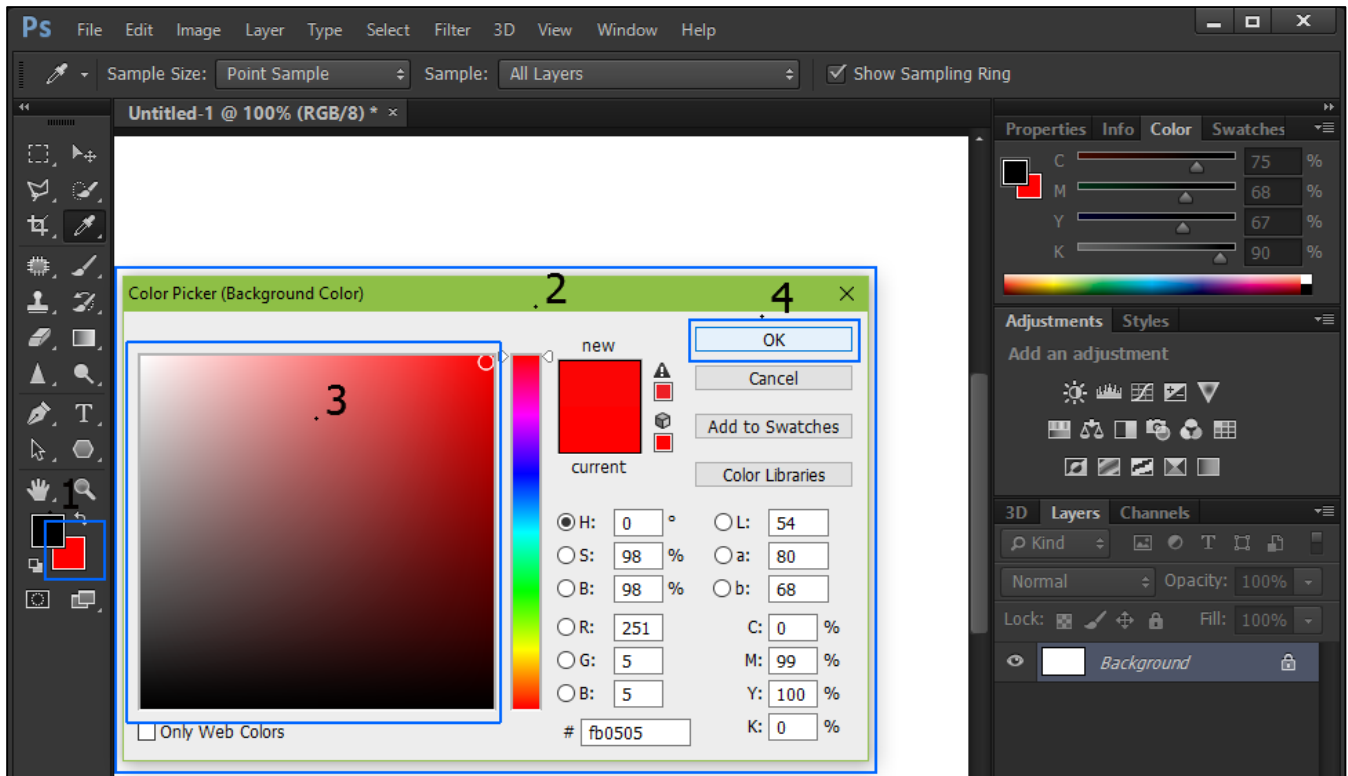 Ps File Edit Image Layer Type Select Filter 3D View Window Help
Sample Size: Point Sample Sample: All Layers Show Sampling Ring
Untitled-1 @ 100% (RGB/8) * ×
Properties Info Color Swatches
C 75 %
M 68 %
Y 67 %
K 90 %
Adjustments Styles
Add an adjustment
3D Layers Channels
Kind
Normal Opacity: 100%
Lock: Fill: 100%
Background
1
2
3
4
Color Picker (Background Color)
new
current
OK
Cancel
Add to Swatches
Color Libraries
H: 0 ° L: 54
S: 98 % a: 80
B: 98 % b: 68
R: 251 C: 0 %
G: 5 M: 99 %
B: 5 Y: 100 %
# fb0505 K: 0 %
Only Web Colors
T
T